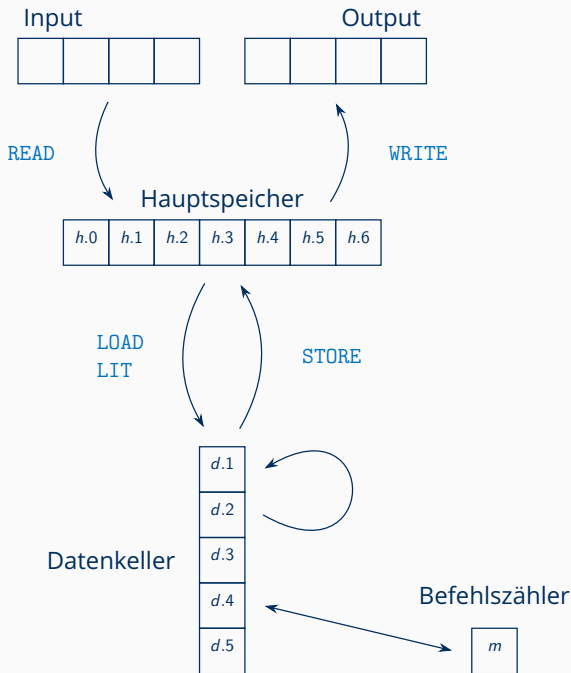 Input Output
READ WRITE
Hauptspeicher
h.0 h.1 h.2 h.3 h.4 h.5 h.6
LOAD
LIT
STORE
d.1
d.2
d.3
Datenkeller
d.4
Befehlszähler
d.5 m